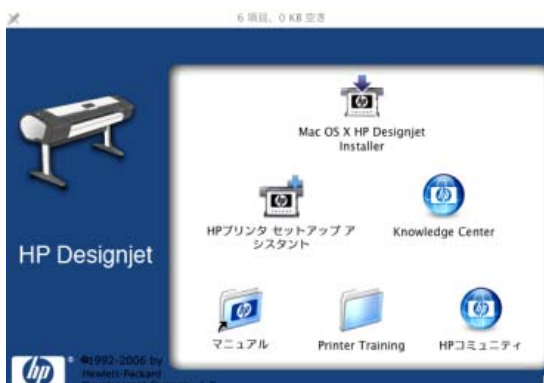 6 項目、0 KB 空き
Mac OS X HP Designjet
Installer
HPプリンタ セットアップ ア
シスタント
Knowledge Center
HP Designjet
マニュアル
Printer Training
HPコミュニティ
hp
©1992-2006 by
Hewlett-Packard